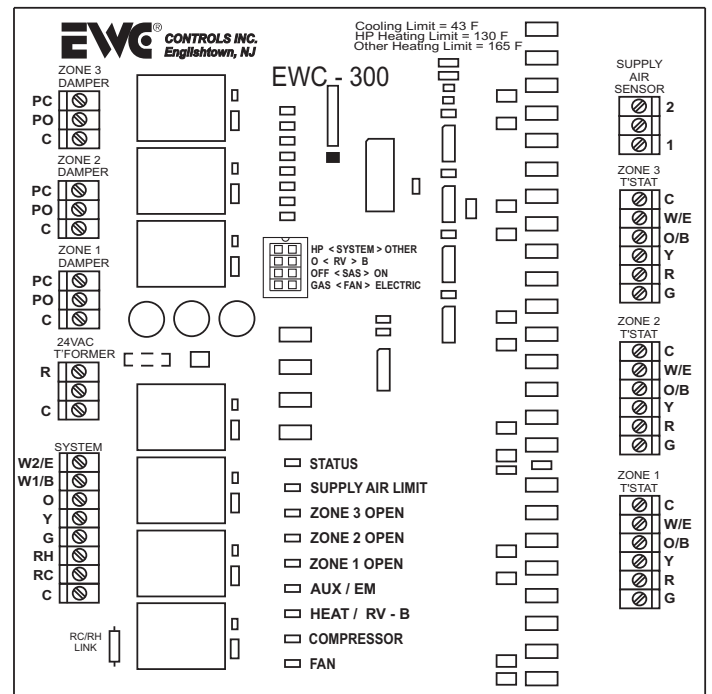 EWC® CONTROLS INC.
Englishtown, NJ
Cooling Limit = 43 F
HP Heating Limit = 130 F
Other Heating Limit = 165 F
EWC - 300
ZONE 3
DAMPER
PC
PO
C
ZONE 2
DAMPER
PC
PO
C
ZONE 1
DAMPER
PC
PO
C
24VAC
T'FORMER
R
C
SYSTEM
W2/E
W1/B
O
Y
G
RH
RC
C
RC/RH
LINK
HP < SYSTEM > OTHER
O < RV > B
OFF < SAS > ON
GAS < FAN > ELECTRIC
STATUS
SUPPLY AIR LIMIT
ZONE 3 OPEN
ZONE 2 OPEN
ZONE 1 OPEN
AUX / EM
HEAT / RV - B
COMPRESSOR
FAN
SUPPLY
AIR
SENSOR
2
1
ZONE 3
T'STAT
C
W/E
O/B
Y
R
G
ZONE 2
T'STAT
C
W/E
O/B
Y
R
G
ZONE 1
T'STAT
C
W/E
O/B
Y
R
G